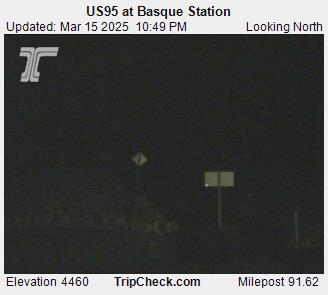 US95 at Basque Station
Updated: Mar 15 2025 10:49 PM Looking North
Elevation 4460 TripCheck.com Milepost 91.62